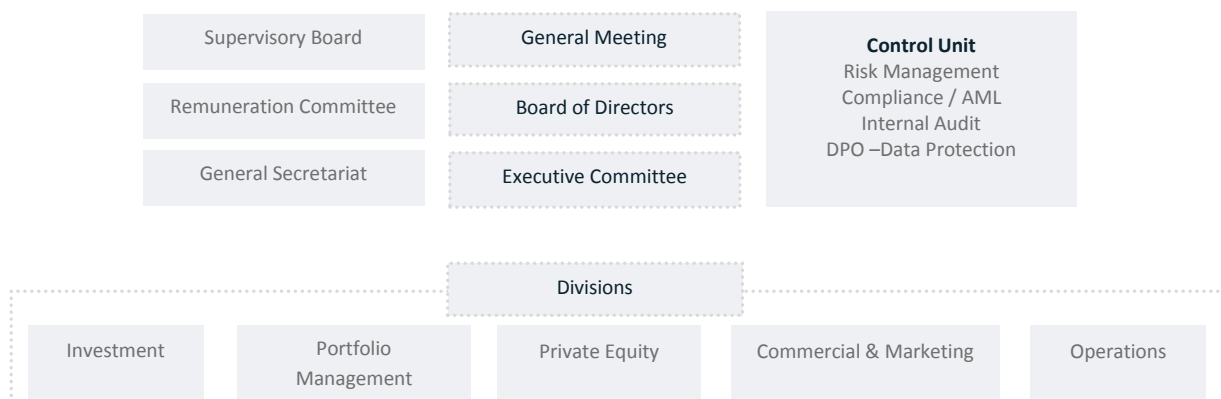 Supervisory Board
General Meeting
Control Unit
Risk Management
Compliance / AML
Internal Audit
DPO –Data Protection
Remuneration Committee
Board of Directors
General Secretariat
Executive Committee
Divisions
Investment
Portfolio
Management
Private Equity
Commercial & Marketing
Operations